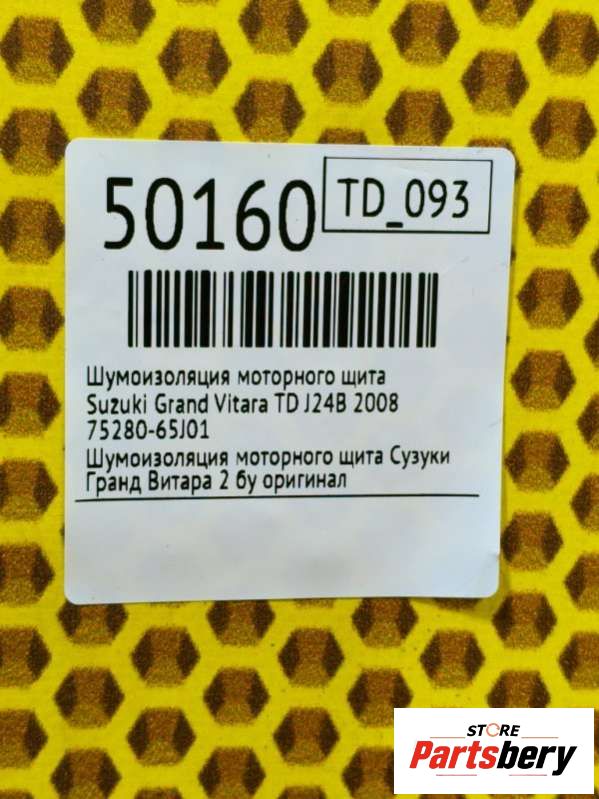 50160
TD_093
Шумоизоляция моторного щита
Suzuki Grand Vitara TD J24B 2008
75280-65J01
Шумоизоляция моторного щита Сузуки
Гранд Витара 2 бу оригинал
STORE
Partsbery